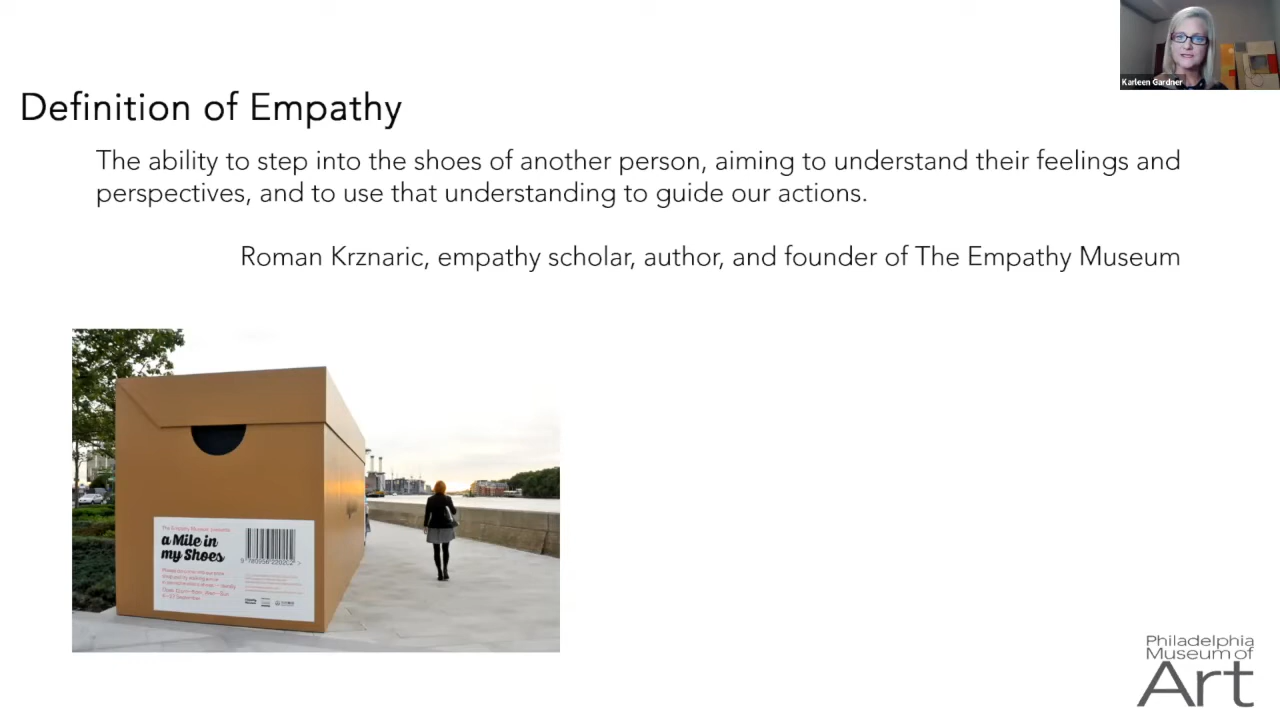 Karleen Gardner
Definition of Empathy
The ability to step into the shoes of another person, aiming to understand their feelings and
perspectives, and to use that understanding to guide our actions.
Roman Krznaric, empathy scholar, author, and founder of The Empathy Museum
The Empathy Museum presents
a Mile in
my Shoes
Philadelphia
Museum of
Art